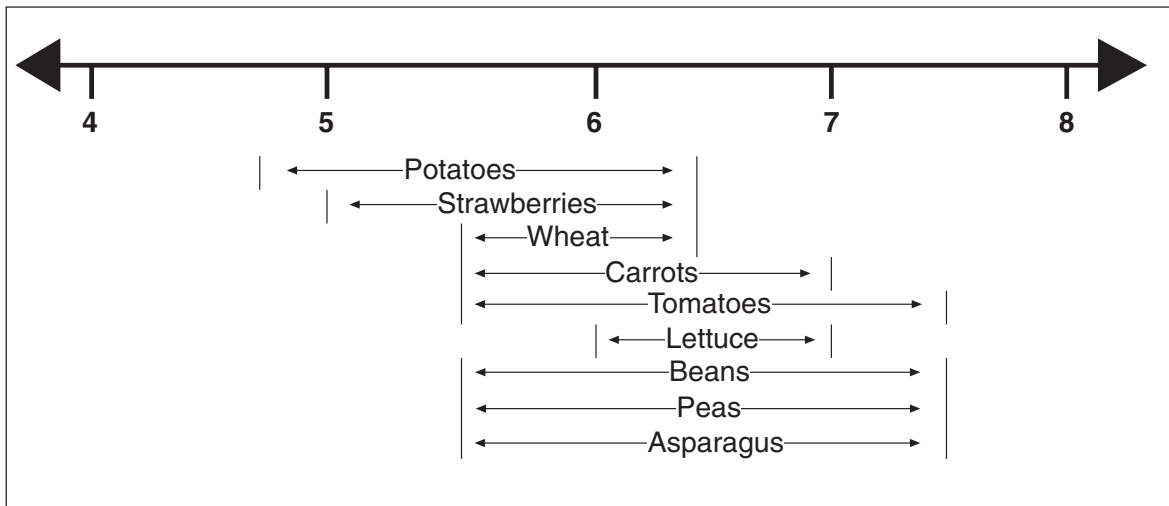 4 5 6 7 8
Potatoes
Strawberries
Wheat
Carrots
Tomatoes
Lettuce
Beans
Peas
Asparagus